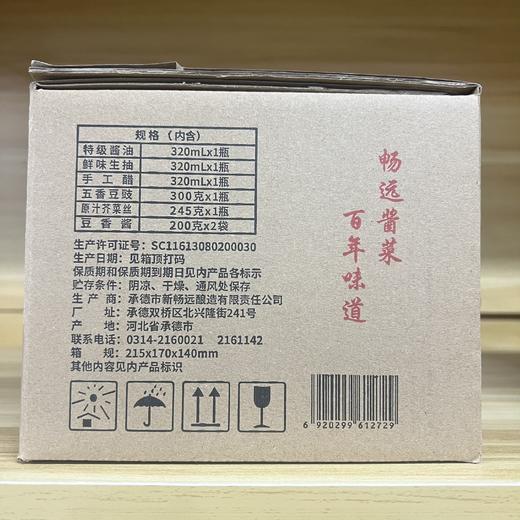 规格（内含）
特级酱油 320mLx1瓶
鲜味生抽 320mLx1瓶
手工醋 320mLx1瓶
五香豆豉 300克x1瓶
原汁芥菜丝 245克x1瓶
豆香酱 200克x2袋
生产许可证号：SC11613080200030
生产日期：见箱顶打码
保质期和保质期到期日见内产品各标示
贮存条件：阴凉、干燥、通风处保存
生产商：承德市新畅远酿造有限责任公司
厂址：承德双桥区北兴隆街241号
产地：河北省承德市
联系电话：0314-2160021 2161142
箱规：215x170x140mm
其他内容见内产品标识
畅远酱菜
百年味道
6 920299 612729